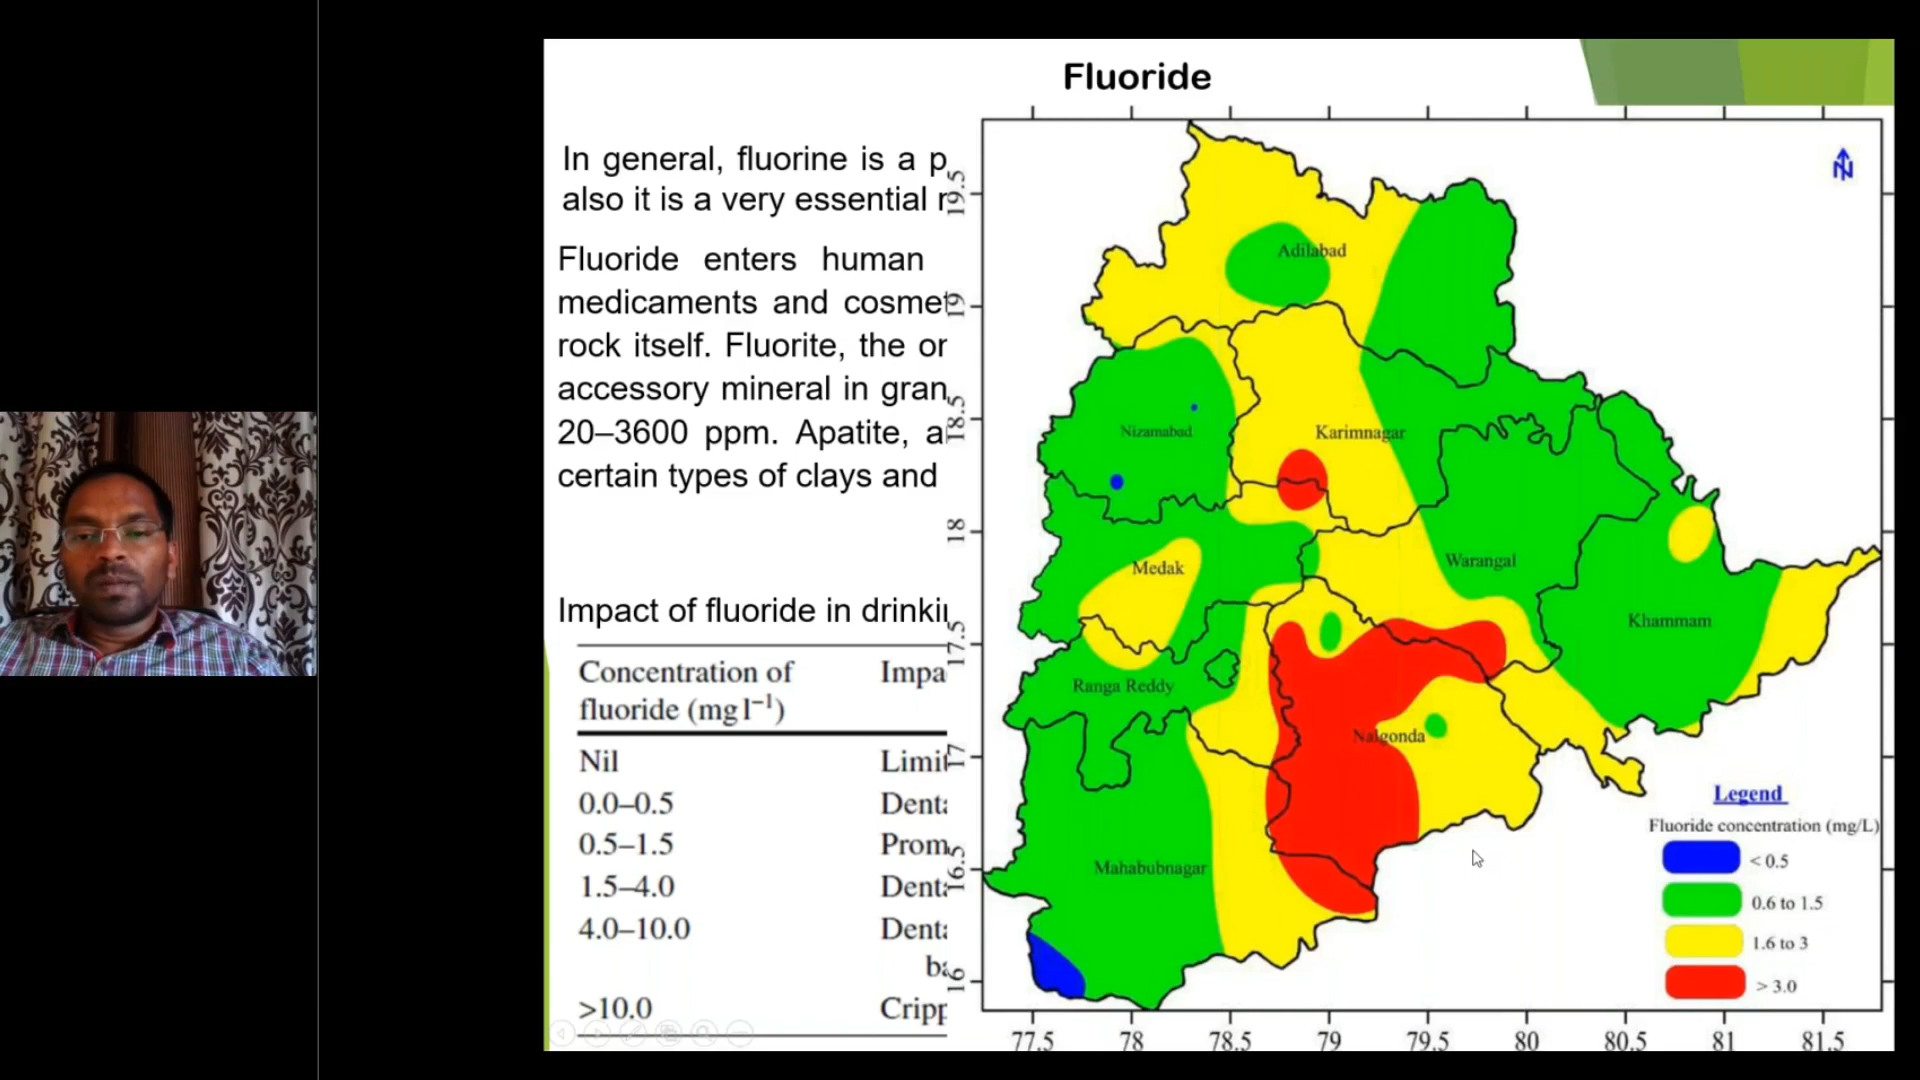 Fluoride
In general, fluorine is a p
also it is a very essential
Fluoride enters human
medicaments and cosmet
rock itself. Fluorite, the or
accessory mineral in gran
20–3600 ppm. Apatite, a
certain types of clays and
Impact of fluoride in drinki
Concentration of Impa
fluoride (mg l⁻¹)
Nil Limit
0.0–0.5 Denta
0.5–1.5 Prom
1.5–4.0 Denta
4.0–10.0 Denta
ba
>10.0 Cripp
19.5
19
18.5
18
17.5
17
16.5
16
N
Adilabad
Nizamabad
Karimnagar
Medak
Warangal
Khammam
Ranga Reddy
Nalgonda
Mahabubnagar
Legend
Fluoride concentration (mg/L)
< 0.5
0.6 to 1.5
1.6 to 3
> 3.0
77.5 78 78.5 79 79.5 80 80.5 81 81.5